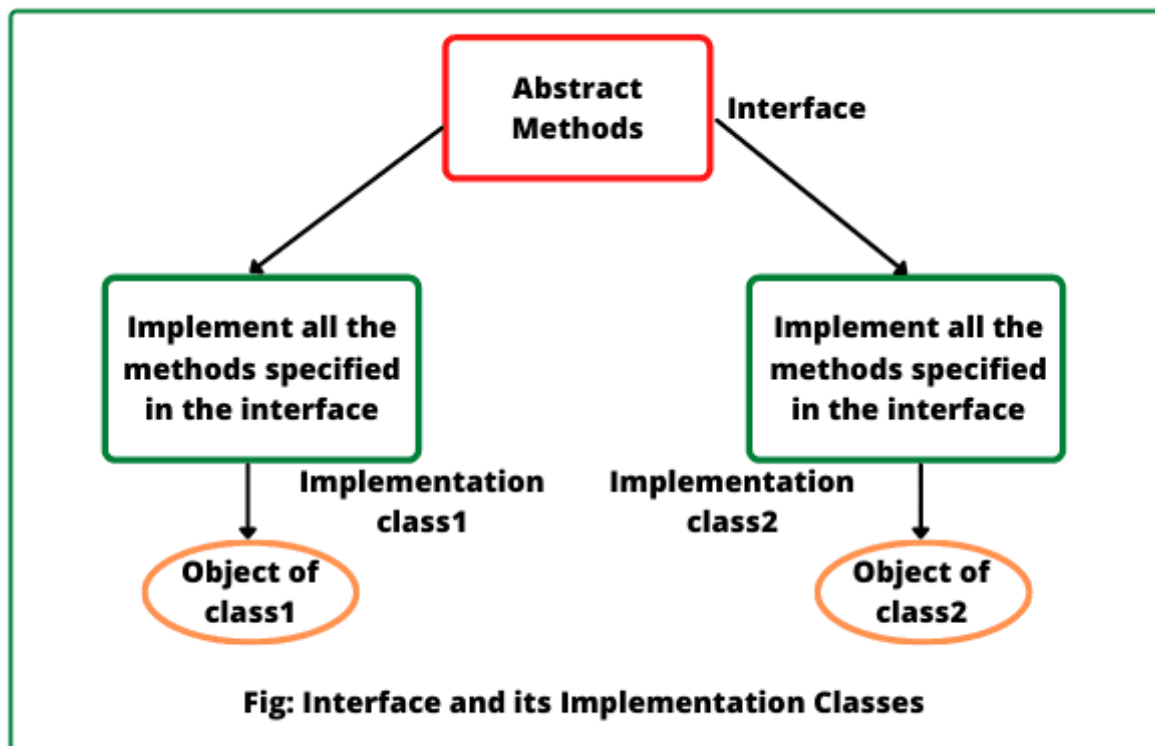 Abstract
Methods
Interface
Implement all the
methods specified
in the interface
Implement all the
methods specified
in the interface
Implementation
class1
Implementation
class2
Object of
class1
Object of
class2
Fig: Interface and its Implementation Classes